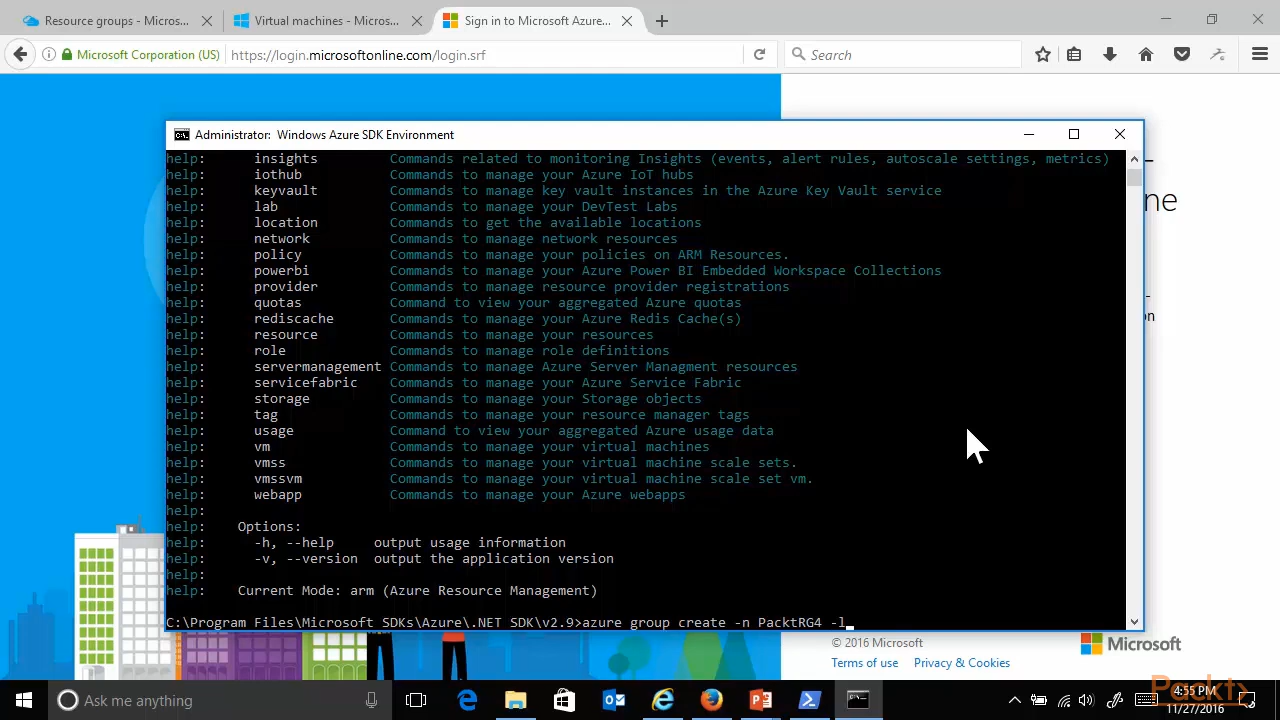 Resource groups - Micros...
Virtual machines - Micros...
Sign in to Microsoft Azure...
Microsoft Corporation (US)
https://login.microsoftonline.com/login.srf
Search
Administrator: Windows Azure SDK Environment
help: insights Commands related to monitoring Insights (events, alert rules, autoscale settings, metrics)
help: iothub Commands to manage your Azure IoT hubs
help: keyvault Commands to manage key vault instances in the Azure Key Vault service
help: lab Commands to manage your DevTest Labs
help: location Commands to get the available locations
help: network Commands to manage network resources
help: policy Commands to manage your policies on ARM Resources.
help: powerbi Commands to manage your Azure Power BI Embedded Workspace Collections
help: provider Commands to manage resource provider registrations
help: quotas Command to view your aggregated Azure quotas
help: rediscache Commands to manage your Azure Redis Cache(s)
help: resource Commands to manage your resources
help: role Commands to manage role definitions
help: servermanagement Commands to manage Azure Server Managment resources
help: servicefabric Commands to manage your Azure Service Fabric
help: storage Commands to manage your Storage objects
help: tag Commands to manage your resource manager tags
help: usage Command to view your aggregated Azure usage data
help: vm Commands to manage your virtual machines
help: vmss Commands to manage your virtual machine scale sets.
help: vmssvm Commands to manage your virtual machine scale set vm.
help: webapp Commands to manage your Azure webapps
help:
help: Options:
help: -h, --help output usage information
help: -v, --version output the application version
help:
help: Current Mode: arm (Azure Resource Management)
C:\Program Files\Microsoft SDKs\Azure\.NET SDK\v2.9>azure group create -n PacktRG4 -l_
ne
on
© 2016 Microsoft
Terms of use Privacy & Cookies
Microsoft
Ask me anything
4:55 PM
11/27/2016
Packt